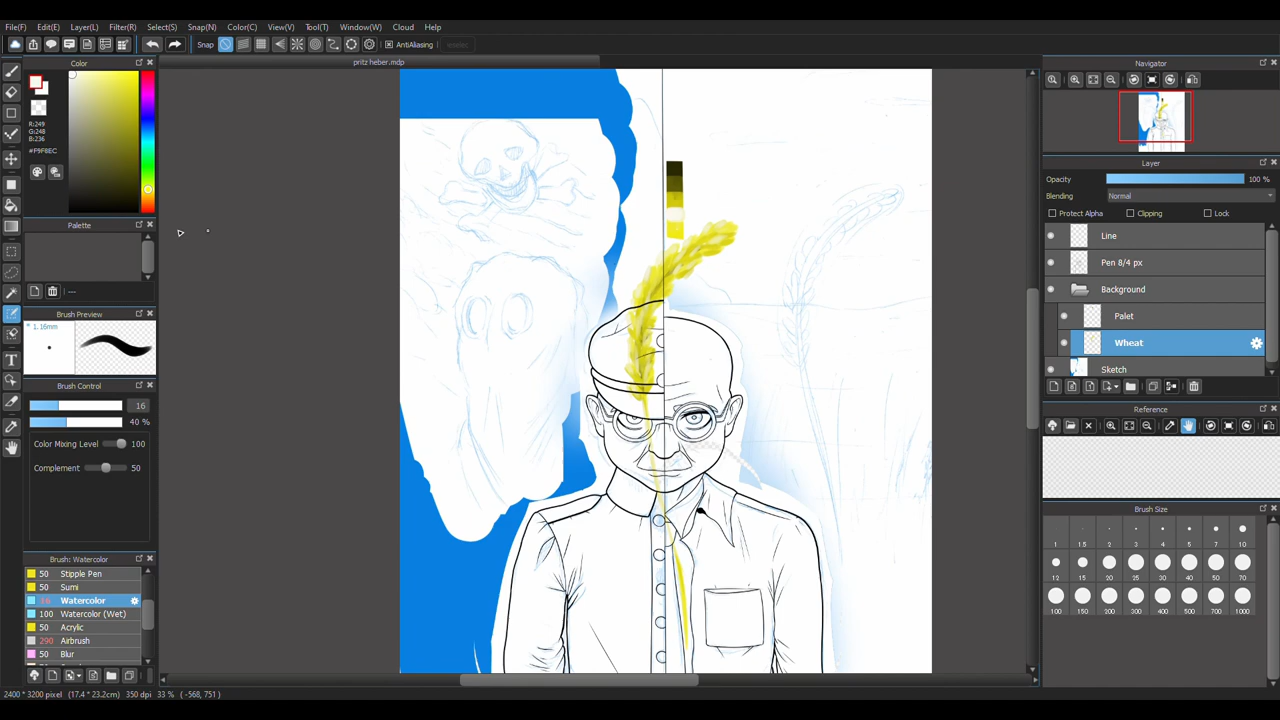 File(F) Edit(E) Layer(L) Filter(R) Select(S) Snap(N) Color(C) View(V) Tool(T) Window(W) Cloud Help
Snap AntiAliasing
pritz heber.mdp
Color
R:249
G:248
B:236
#F9F8EC
Palette
---
Brush Preview
* 1.16mm
Brush Control
16
40 %
Color Mixing Level 100
Complement 50
Brush: Watercolor
50 Stipple Pen
50 Sumi
16 Watercolor
100 Watercolor (Wet)
50 Acrylic
290 Airbrush
50 Blur
2400 * 3200 pixel (17.4 * 23.2cm) 350 dpi 33 % ( -568, 751 )
Navigator
Layer
Opacity 100 %
Blending Normal
Protect Alpha Clipping Lock
Line
Pen 8/4 px
Background
Palet
Wheat
Sketch
Reference
Brush Size
1 1.5 2 3 4 5 7 10
12 15 20 25 30 40 50 70
100 150 200 300 400 500 700 1000